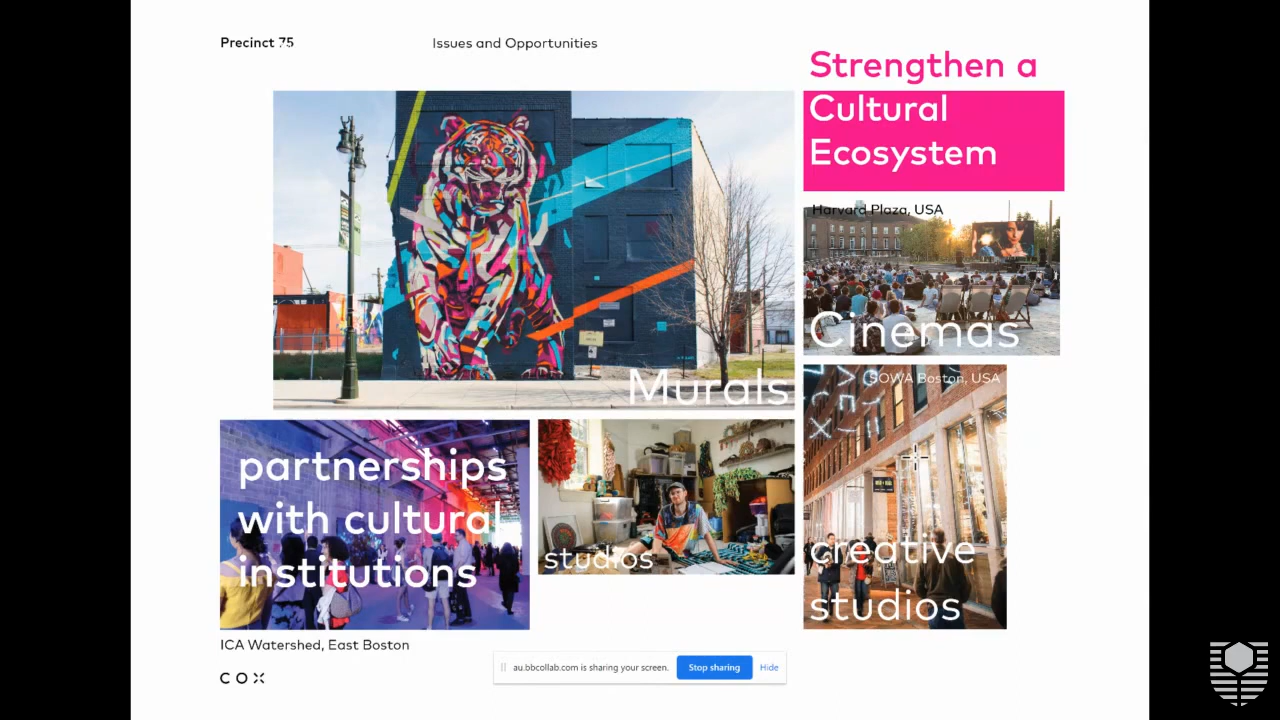 Precinct 75
Issues and Opportunities
Strengthen a
Cultural
Ecosystem
Harvard Plaza, USA
Cinemas
Murals
SOWA Boston, USA
partnerships
with cultural
institutions
studios
creative
studios
ICA Watershed, East Boston
COX
au.bbcollab.com is sharing your screen.
Stop sharing
Hide